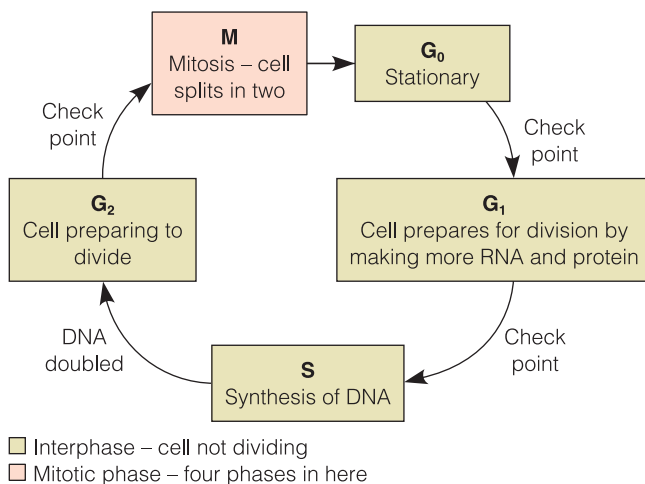 M
Mitosis – cell
splits in two
G₀
Stationary
Check
point
Check
point
G₂
Cell preparing to
divide
G₁
Cell prepares for division by
making more RNA and protein
DNA
doubled
Check
point
S
Synthesis of DNA
Interphase – cell not dividing
Mitotic phase – four phases in here